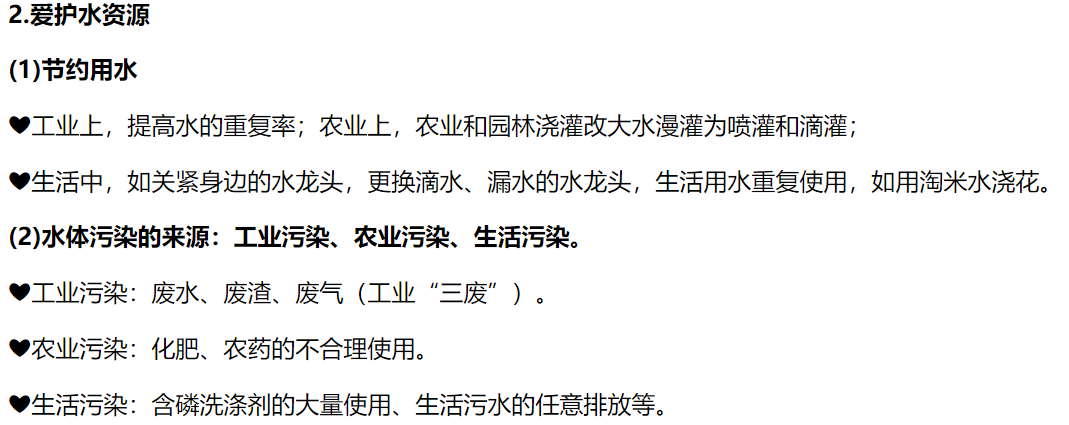 2.爱护水资源
(1)节约用水
♥工业上，提高水的重复率；农业上，农业和园林浇灌改大水漫灌为喷灌和滴灌；
♥生活中，如关紧身边的水龙头，更换滴水、漏水的水龙头，生活用水重复使用，如用淘米水浇花。
(2)水体污染的来源：工业污染、农业污染、生活污染。
♥工业污染：废水、废渣、废气（工业“三废”）。
♥农业污染：化肥、农药的不合理使用。
♥生活污染：含磷洗涤剂的大量使用、生活污水的任意排放等。